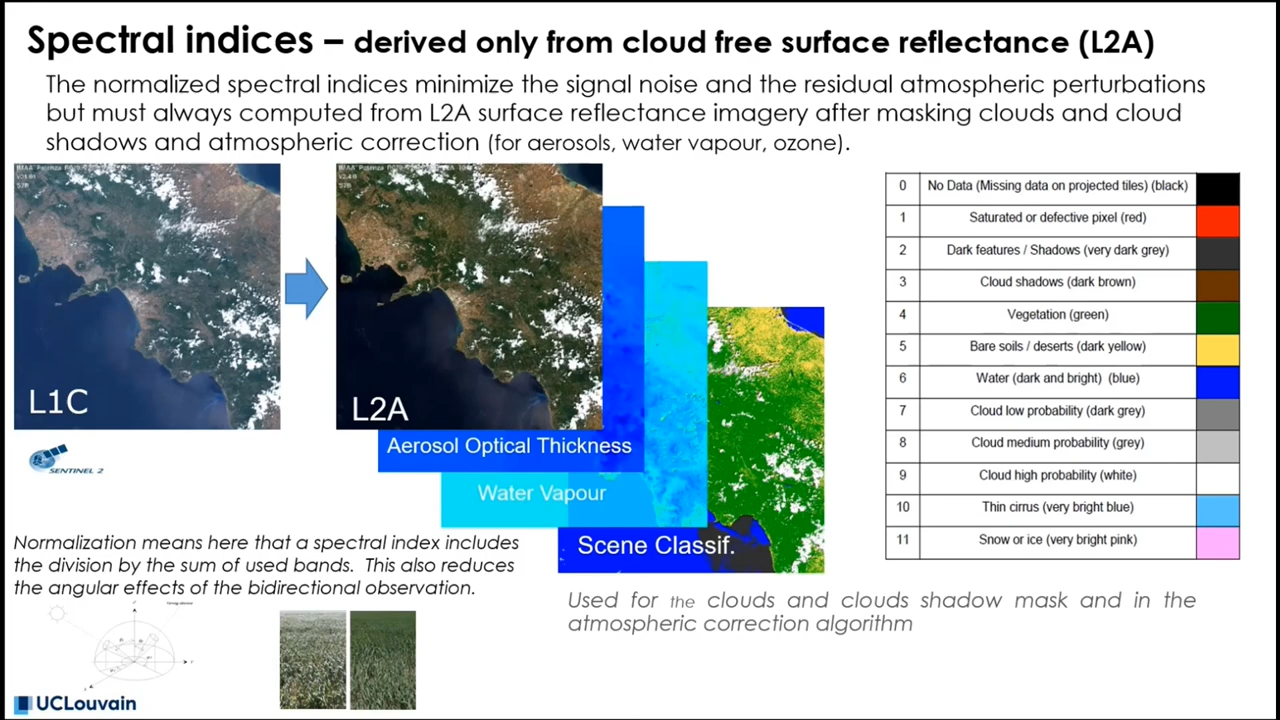 Spectral indices – derived only from cloud free surface reflectance (L2A)
The normalized spectral indices minimize the signal noise and the residual atmospheric perturbations
but must always computed from L2A surface reflectance imagery after masking clouds and cloud
shadows and atmospheric correction (for aerosols, water vapour, ozone).
L1C
L2A
Aerosol Optical Thickness
Water Vapour
Scene Classif.
SENTINEL 2
0 No Data (Missing data on projected tiles) (black)
1 Saturated or defective pixel (red)
2 Dark features / Shadows (very dark grey)
3 Cloud shadows (dark brown)
4 Vegetation (green)
5 Bare soils / deserts (dark yellow)
6 Water (dark and bright) (blue)
7 Cloud low probability (dark grey)
8 Cloud medium probability (grey)
9 Cloud high probability (white)
10 Thin cirrus (very bright blue)
11 Snow or ice (very bright pink)
Normalization means here that a spectral index includes
the division by the sum of used bands. This also reduces
the angular effects of the bidirectional observation.
Used for the clouds and clouds shadow mask and in the
atmospheric correction algorithm
UCLouvain